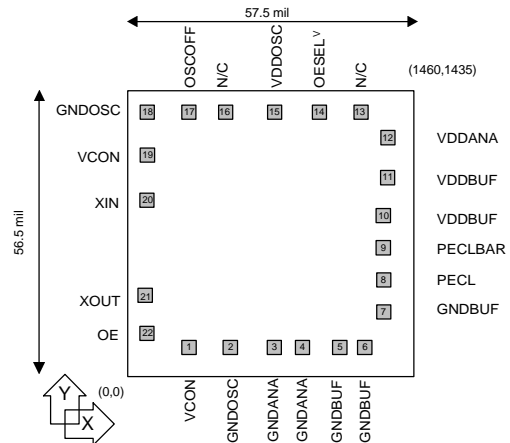 57.5 mil
OSCOFF
N/C
VDDOSC
OESEL^V
N/C
(1460,1435)
56.5 mil
GNDOSC
18
17
16
15
14
13
12
VDDANA
VCON
19
11
VDDBUF
XIN
20
10
VDDBUF
9
PECLBAR
8
PECL
XOUT
21
7
GNDBUF
OE
22
1
2
3
4
5
6
Y
X
(0,0)
VCON
GNDOSC
GNDANA
GNDANA
GNDBUF
GNDBUF